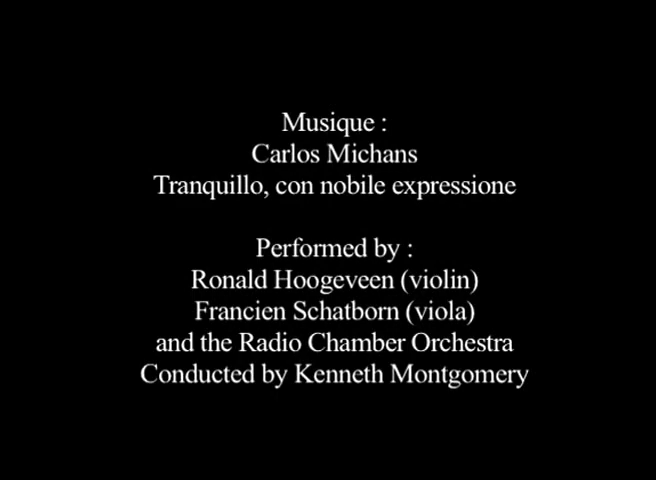 Musique :
Carlos Michans
Tranquillo, con nobile expressione
Performed by :
Ronald Hoogeveen (violin)
Francien Schatborn (viola)
and the Radio Chamber Orchestra
Conducted by Kenneth Montgomery